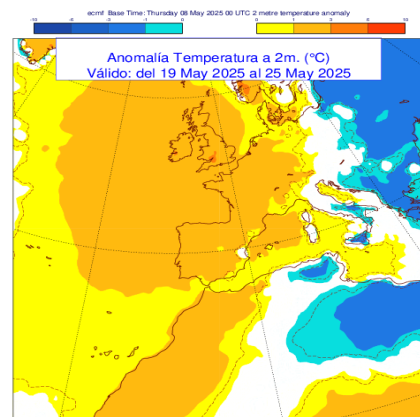 ecmf Base Time: Thursday 08 May 2025 00 UTC 2 metre temperature anomaly
Anomalía Temperatura a 2m. (°C)
Válido: del 19 May 2025 al 25 May 2025